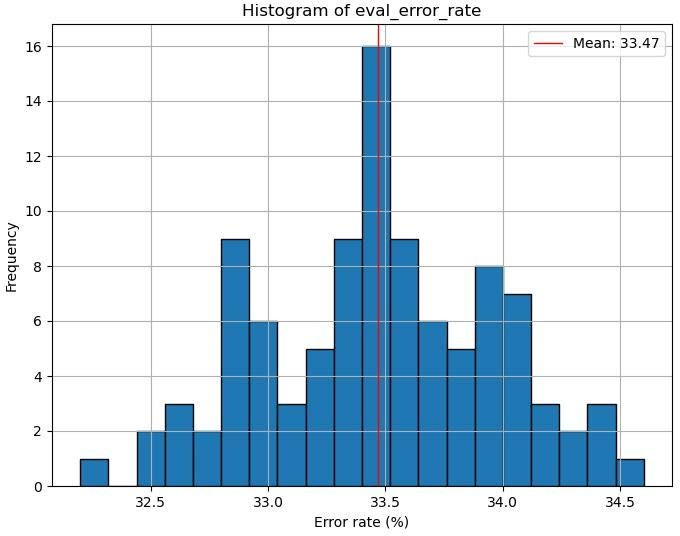 Histogram of eval_error_rate
Mean: 33.47
16
14
12
10
8
6
4
2
0
Frequency
32.5 33.0 33.5 34.0 34.5
Error rate (%)